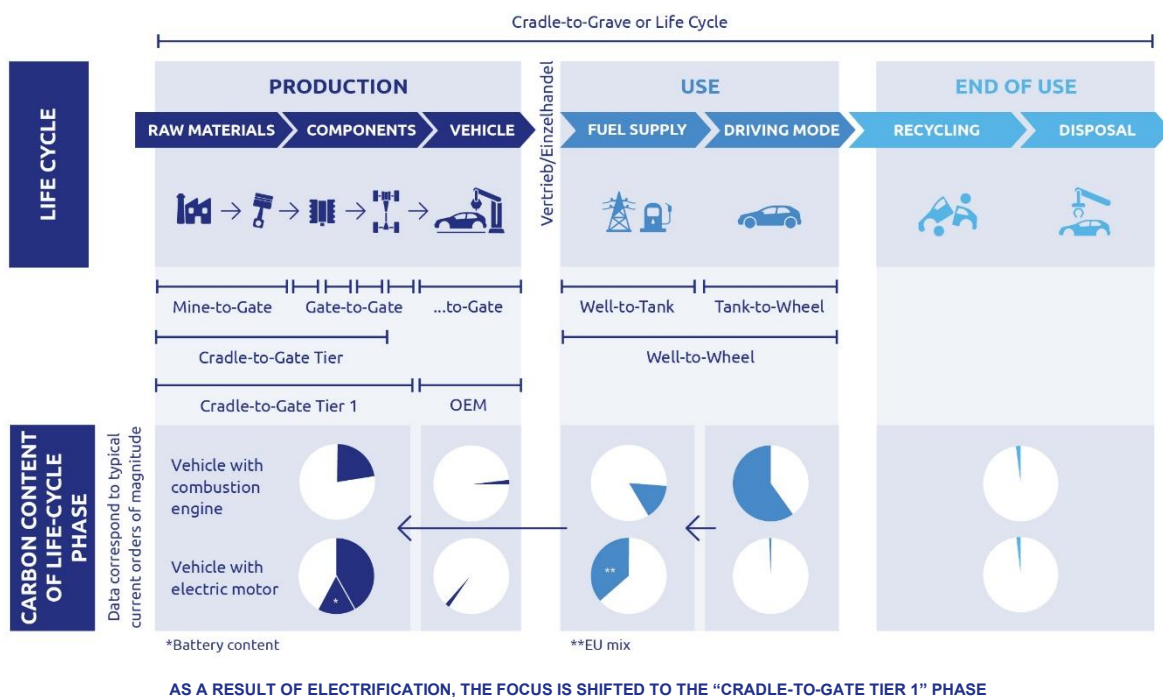 Cradle-to-Grave or Life Cycle
LIFE CYCLE
PRODUCTION
RAW MATERIALS
COMPONENTS
VEHICLE
Vertrieb/Einzelhandel
USE
FUEL SUPPLY
DRIVING MODE
END OF USE
RECYCLING
DISPOSAL
Mine-to-Gate
Gate-to-Gate
...to-Gate
Well-to-Tank
Tank-to-Wheel
Cradle-to-Gate Tier
Well-to-Wheel
Cradle-to-Gate Tier 1
OEM
CARBON CONTENT
OF LIFE-CYCLE
PHASE
Data correspond to typical
current orders of magnitude
Vehicle with
combustion
engine
Vehicle with
electric motor
*
**
*Battery content
**EU mix
AS A RESULT OF ELECTRIFICATION, THE FOCUS IS SHIFTED TO THE “CRADLE-TO-GATE TIER 1” PHASE